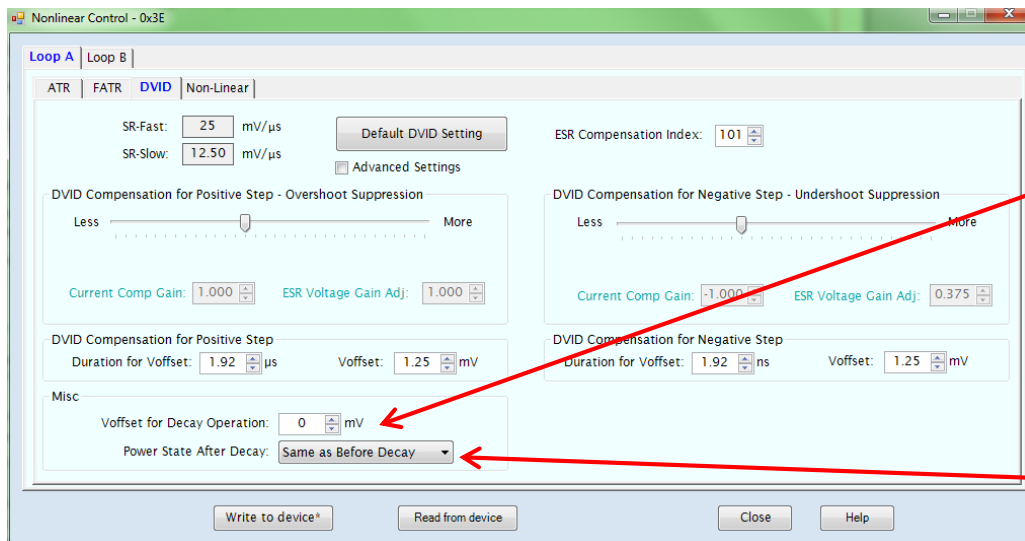 Nonlinear Control - 0x3E
Loop A Loop B
ATR FATR DVID Non-Linear
SR-Fast: 25 mV/µs
SR-Slow: 12.50 mV/µs
Default DVID Setting
Advanced Settings
ESR Compensation Index: 101
DVID Compensation for Positive Step - Overshoot Suppression
Less More
Current Comp Gain: 1.000 ESR Voltage Gain Adj: 1.000
DVID Compensation for Negative Step - Undershoot Suppression
Less More
Current Comp Gain: -1.000 ESR Voltage Gain Adj: 0.375
DVID Compensation for Positive Step
Duration for Voffset: 1.92 µs Voffset: 1.25 mV
DVID Compensation for Negative Step
Duration for Voffset: 1.92 ns Voffset: 1.25 mV
Misc
Voffset for Decay Operation: 0 mV
Power State After Decay: Same as Before Decay
Write to device* Read from device Close Help